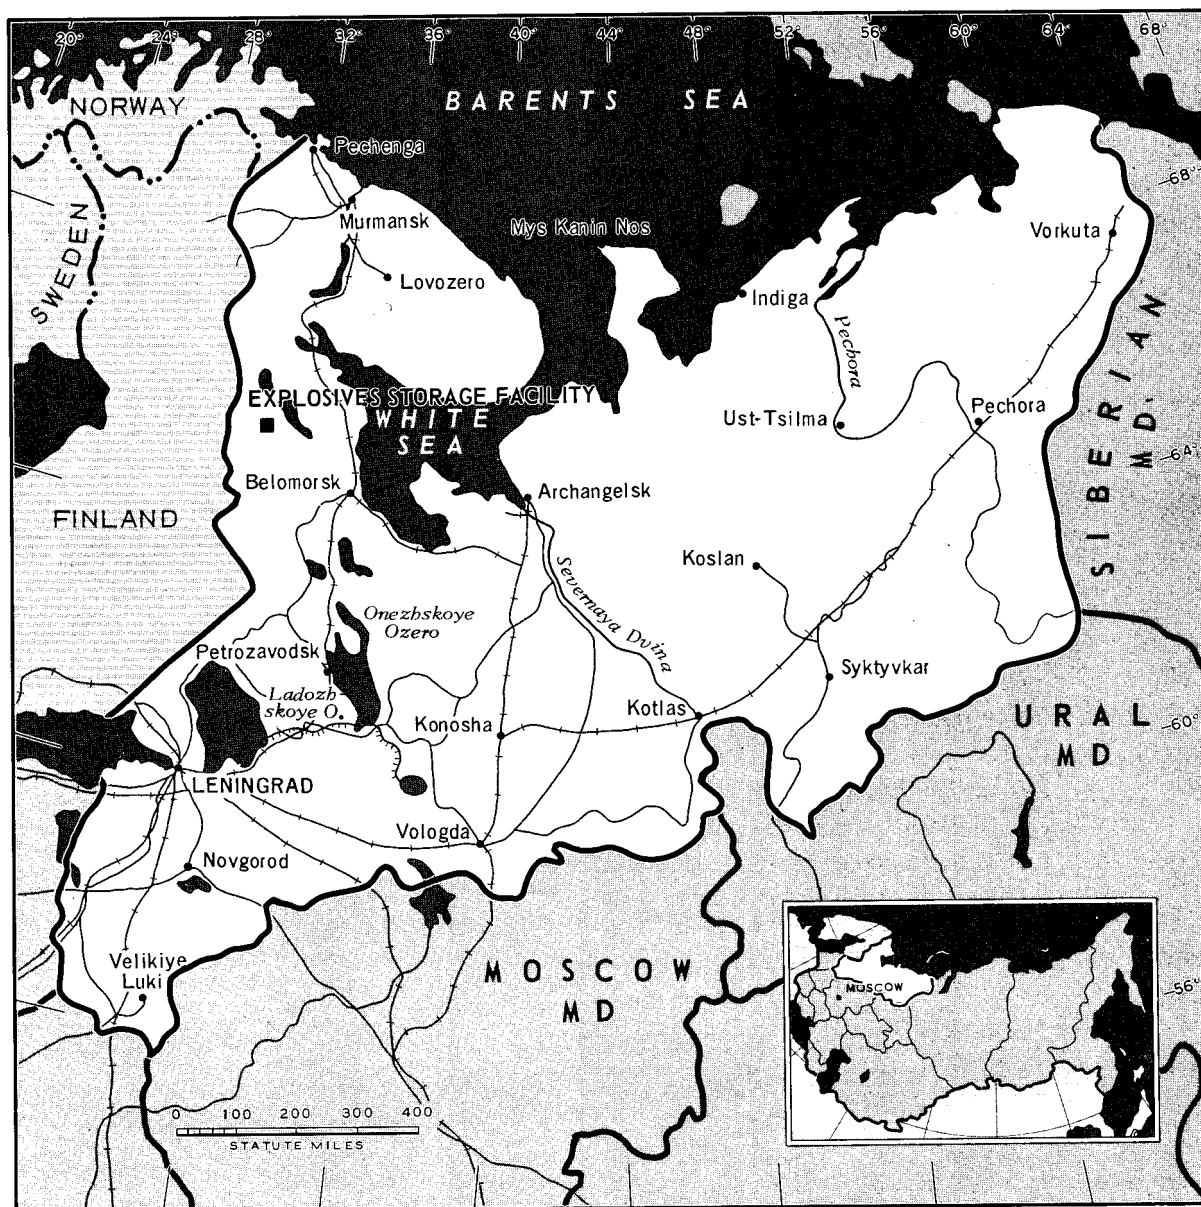 20°
24°
28°
32°
36°
40°
44°
48°
52°
56°
60°
64°
68°
BARENTS SEA
NORWAY
Pechenga
68°
Murmansk
Mys Kanin Nos
Vorkuta
SWEDEN
Lovozero
Indiga
Pechora
SIBERIAN
MD.
EXPLOSIVES STORAGE FACILITY
WHITE
SEA
Ust-Tsilma
Pechora
64°
Belomorsk
Archangelsk
FINLAND
Koslan
Severnaya Dvina
Onezhskoye
Ozero
Petrozavodsk
Syktyvkar
Ladozh-
skoye O.
Konosha
Kotlas
60°
URAL
MD
LENINGRAD
Vologda
Novgorod
Velikiye
Luki
MOSCOW
MD
MOSCOW
56°
0 100 200 300 400
STATUTE MILES